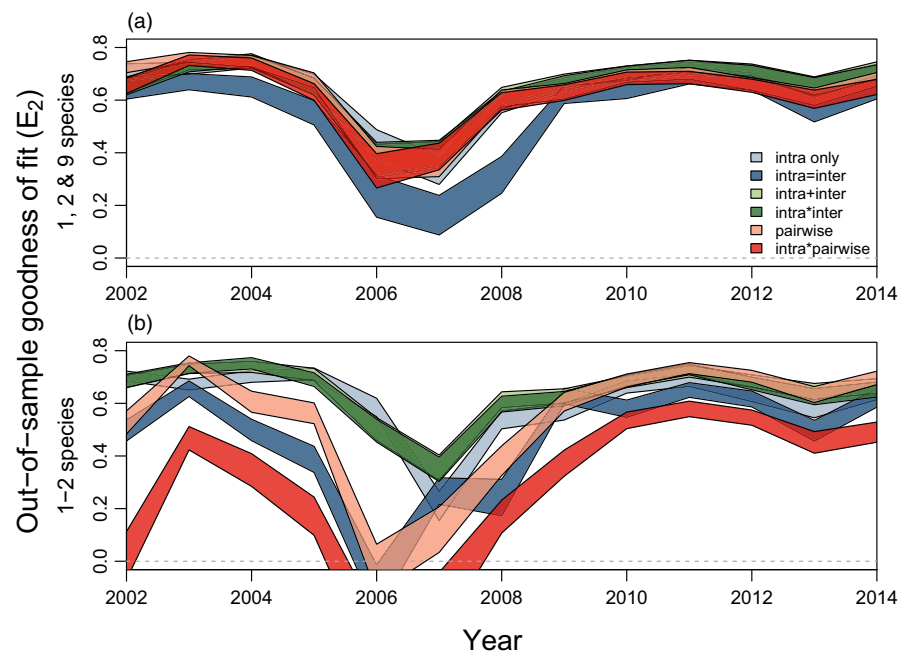 (a)
Out-of-sample goodness of fit (E2)
1, 2 & 9 species
0.8
0.6
0.4
0.2
0.0
intra only
intra=inter
intra+inter
intra*inter
pairwise
intra*pairwise
2002 2004 2006 2008 2010 2012 2014
(b)
1-2 species
0.8
0.6
0.4
0.2
0.0
2002 2004 2006 2008 2010 2012 2014
Year